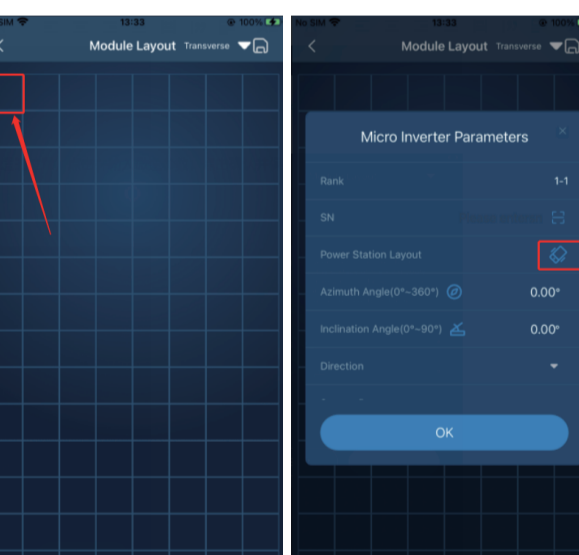 SIM 13:33 100%
Module Layout Transverse
No SIM 13:33 100%
Module Layout Transverse
Micro Inverter Parameters
Rank 1-1
SN
Power Station Layout
Azimuth Angle(0°~360°) 0.00°
Inclination Angle(0°~90°) 0.00°
Direction
OK